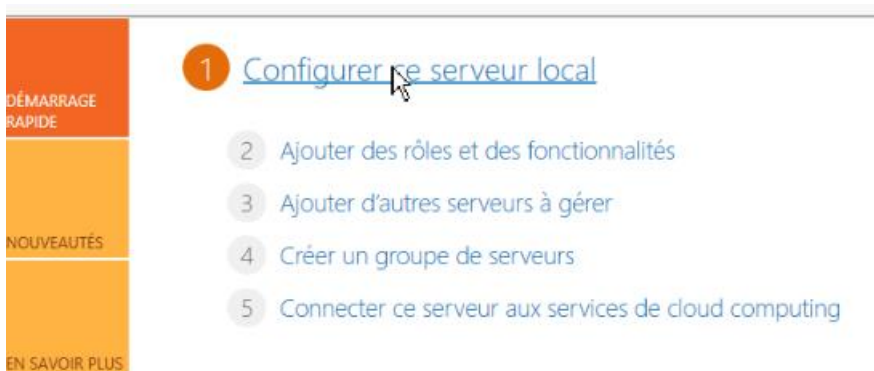 DÉMARRAGE
RAPIDE
NOUVEAUTÉS
EN SAVOIR PLUS
1 Configurer ce serveur local
2 Ajouter des rôles et des fonctionnalités
3 Ajouter d'autres serveurs à gérer
4 Créer un groupe de serveurs
5 Connecter ce serveur aux services de cloud computing